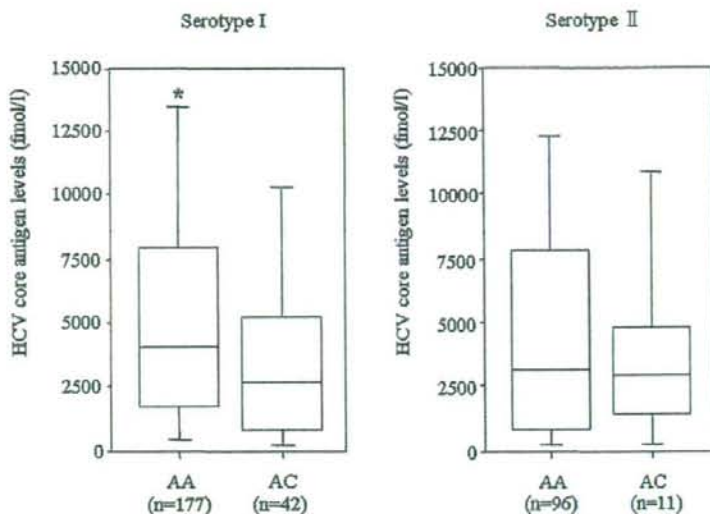 Serotype I
Serotype Ⅱ
HCV core antigen levels (fmol/l)
15000
12500
10000
7500
5000
2500
0
*
AA
(n=177)
AC
(n=42)
HCV core antigen levels (fmol/l)
15000
12500
10000
7500
5000
2500
0
AA
(n=96)
AC
(n=11)